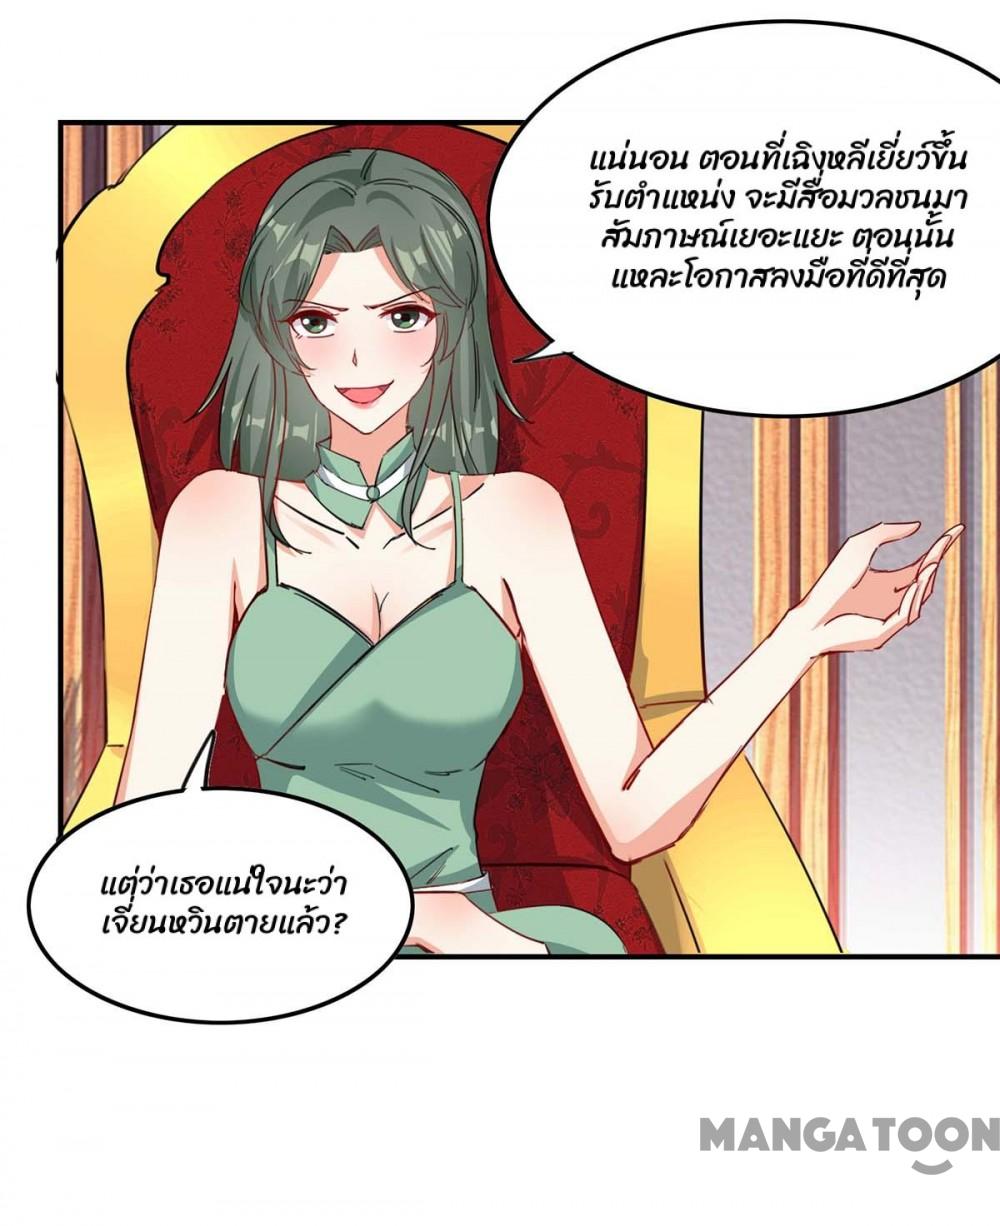 แน่นอน ตอนที่เฉิงหลีเยี่ยว์ขึ้น
รับตำแหน่ง จะมีสื่อมวลชนมา
สัมภาษณ์เยอะแยะ ตอนนั้น
แหละโอกาสลงมือที่ดีที่สุด
แต่ว่าเธอแน่ใจนะว่า
เจี่ยนหวินตายแล้ว?
MANGATOON